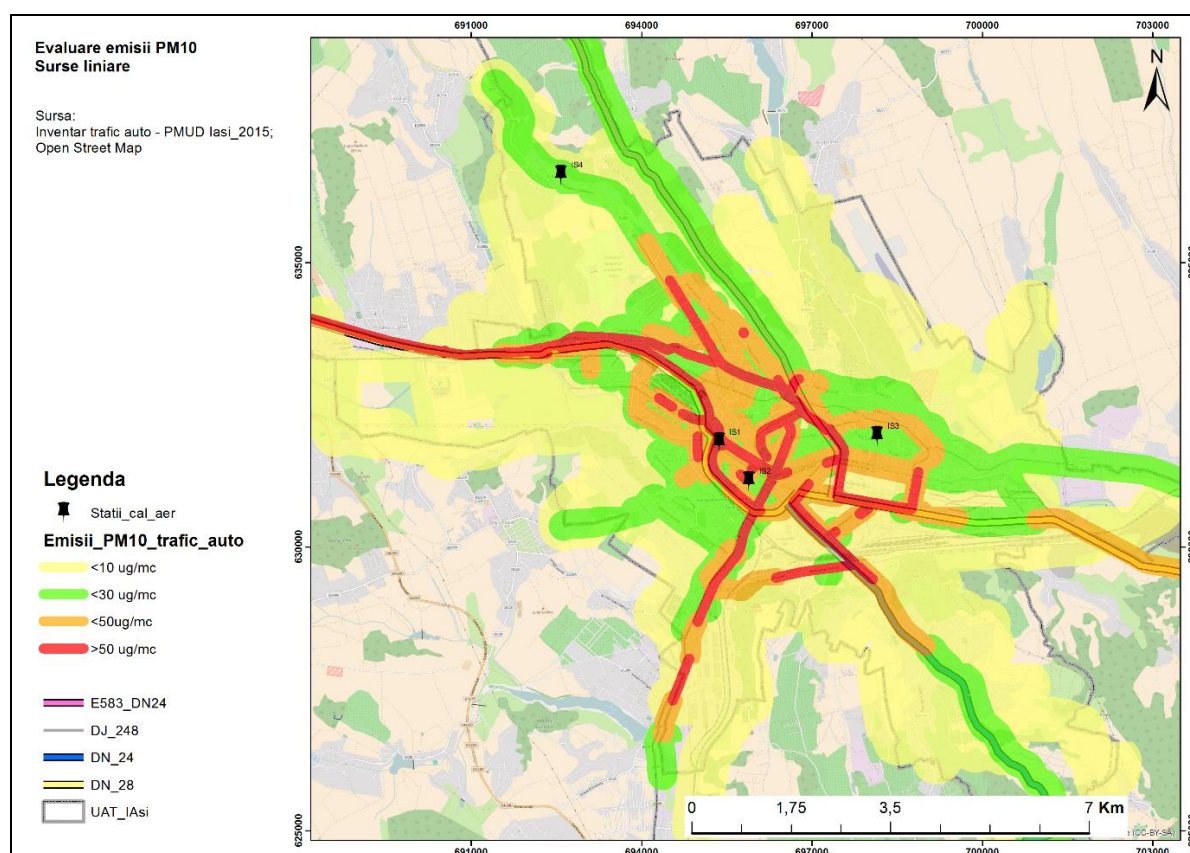 Evaluare emisii PM10
Surse liniare
Sursa:
Inventar trafic auto - PMUD Iasi_2015;
Open Street Map
Legenda
Statii_cal_aer
Emisii_PM10_trafic_auto
<10 ug/mc
<30 ug/mc
<50ug/mc
>50 ug/mc
E583_DN24
DJ_248
DN_24
DN_28
UAT_IAsi
691000 694000 697000 700000 703000
N
635000
630000
625000
IS4
IS1
IS3
IS2
0 1,75 3,5 7 Km
(CC-BY-SA)
691000 694000 697000 700000 703000